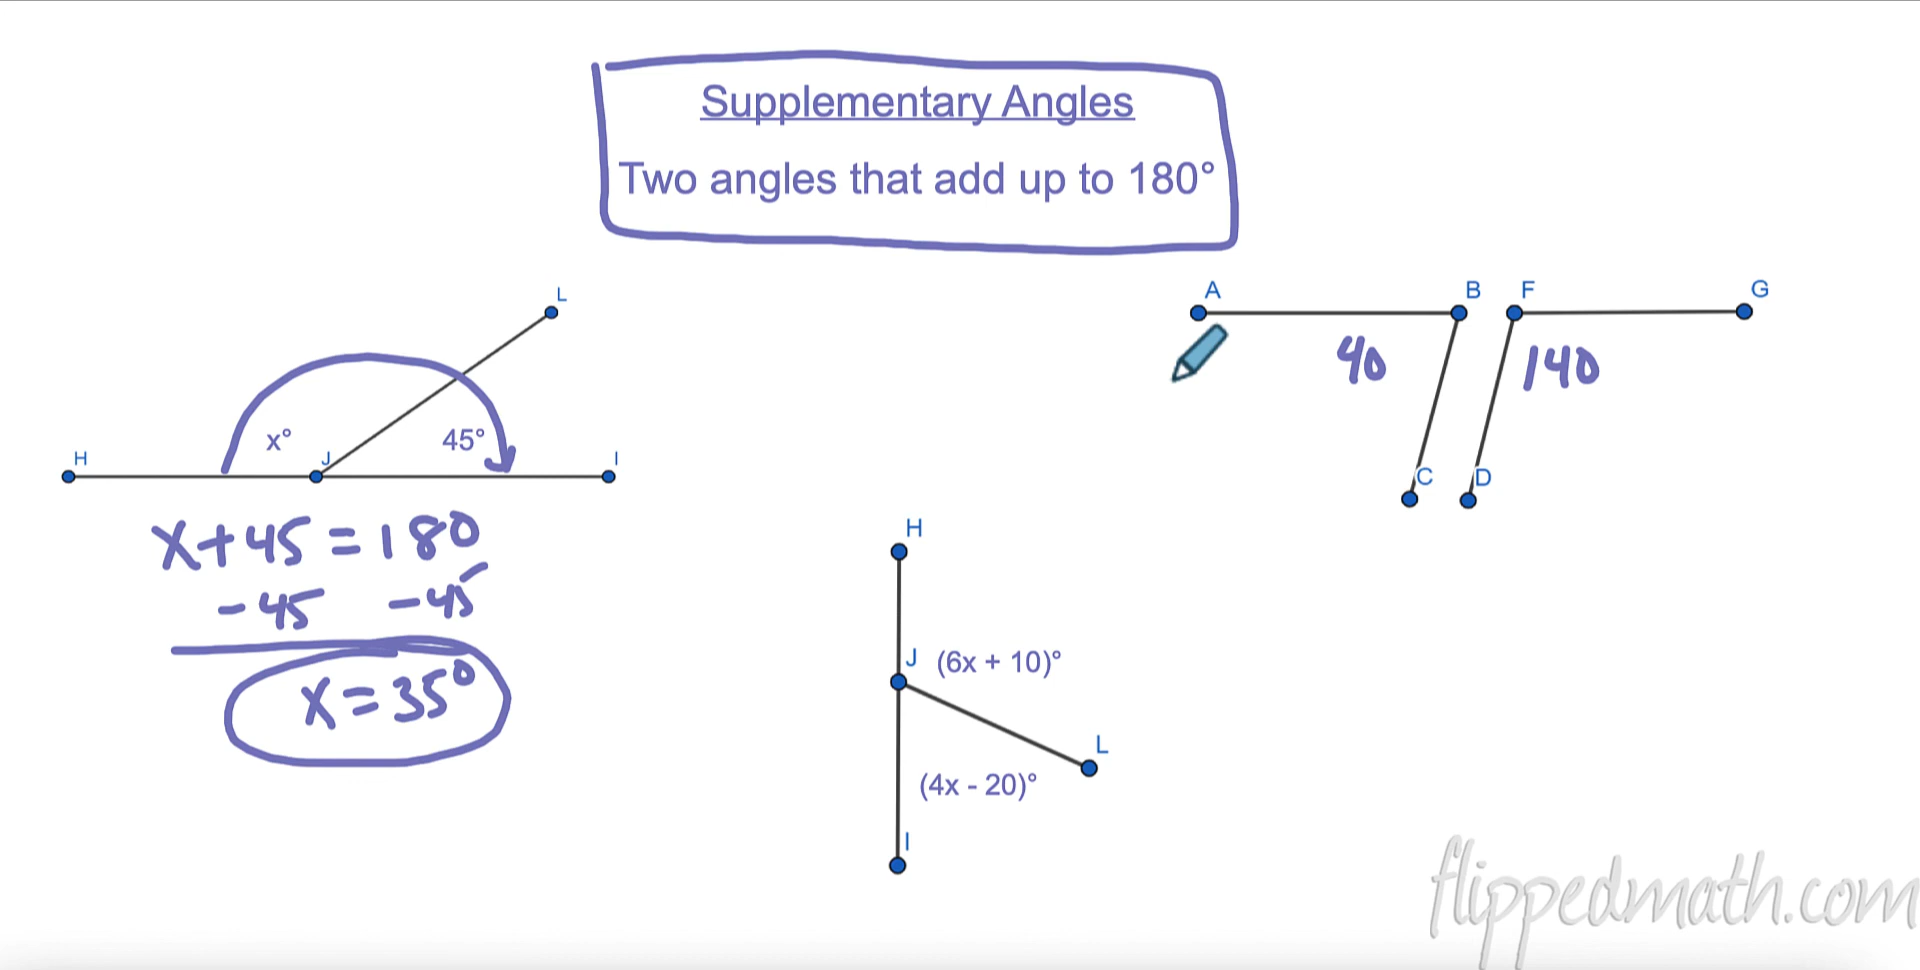 Supplementary Angles
Two angles that add up to 180°
L
x°
45°
H
J
I
x+45=180
-45 -45
x=35°
A
B
F
G
40
140
C
D
H
J
(6x + 10)°
L
(4x - 20)°
I
flippedmath.com